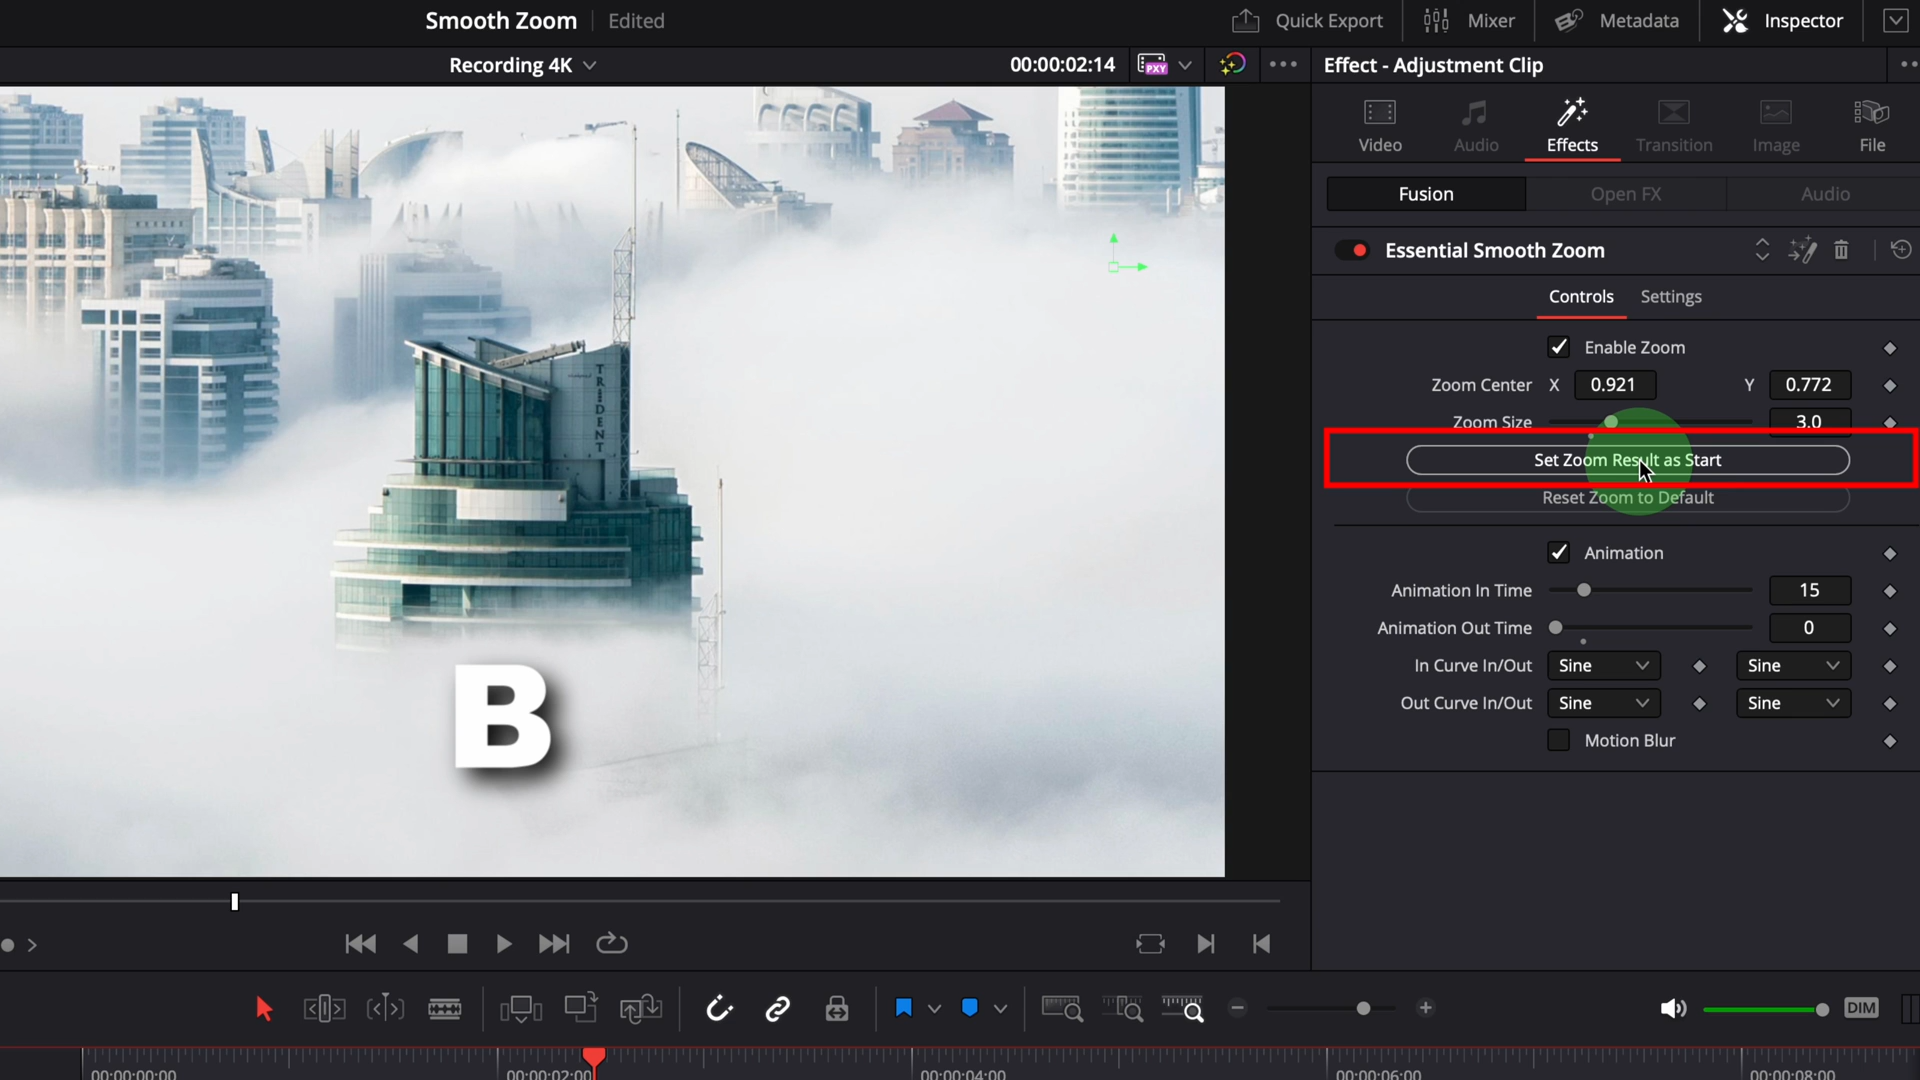 Smooth Zoom Edited Quick Export Mixer Metadata Inspector
Recording 4K 00:00:02:14 PXY Effect - Adjustment Clip
Video Audio Effects Transition Image File
Fusion Open FX Audio
Essential Smooth Zoom
Controls Settings
Enable Zoom
Zoom Center X 0.921 Y 0.772
Zoom Size 3.0
Set Zoom Result as Start
Reset Zoom to Default
Animation
Animation In Time 15
Animation Out Time 0
In Curve In/Out Sine Sine
Out Curve In/Out Sine Sine
Motion Blur
TRIDENT
B
DIM
00:00:00:00 00:00:02:00 00:00:04:00 00:00:06:00 00:00:08:00